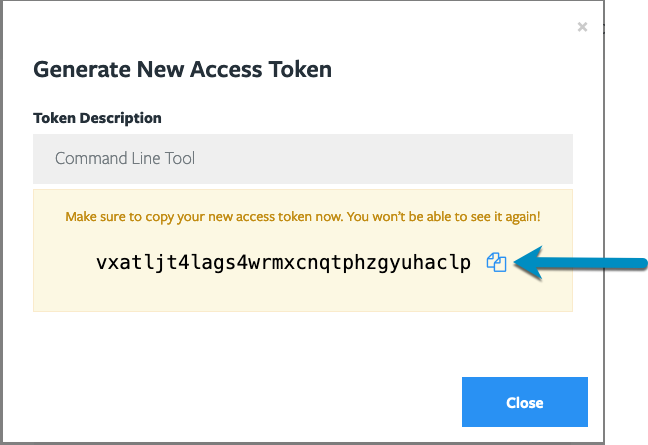 ×
Generate New Access Token
Token Description
Command Line Tool
Make sure to copy your new access token now. You won't be able to see it again!
vxatljt4lags4wrmxcnqtphzgyuhaclp
Close